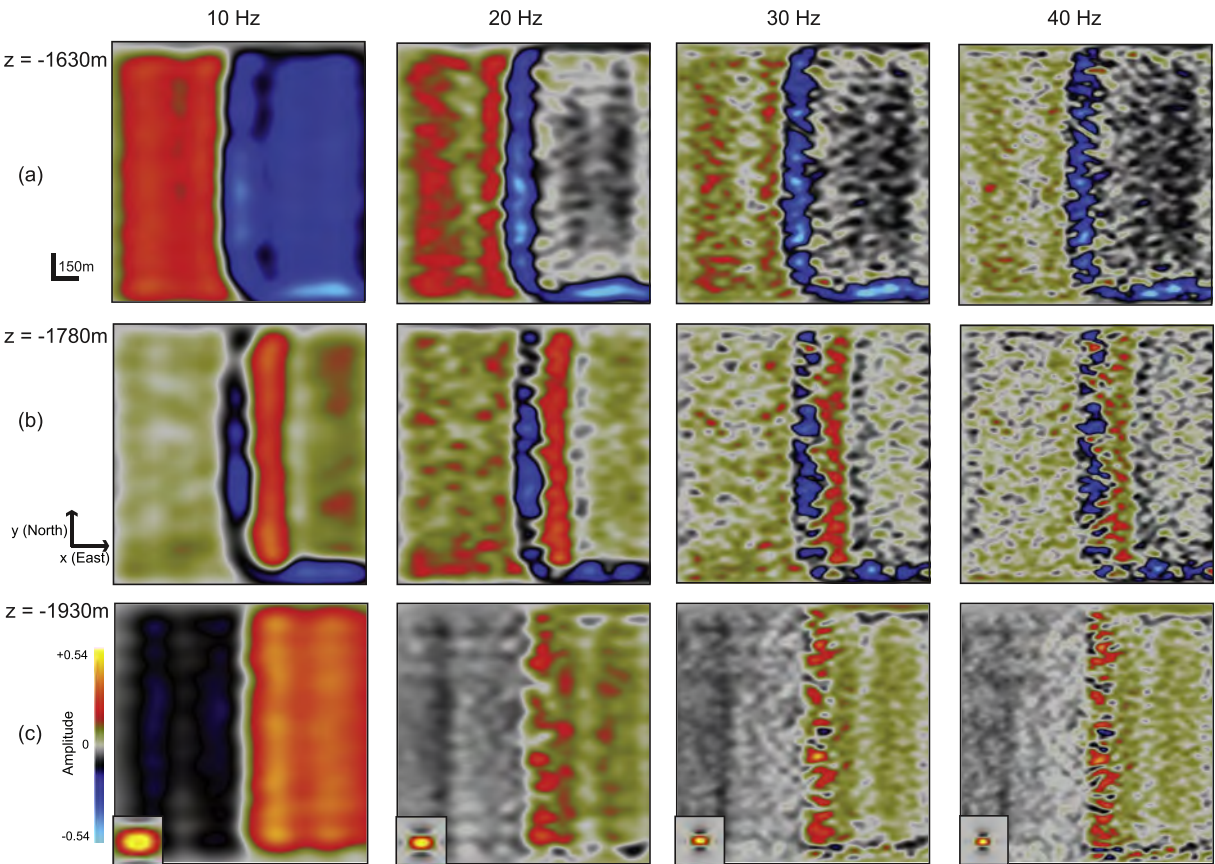 10 Hz 20 Hz 30 Hz 40 Hz
z = -1630m
(a)
150m
z = -1780m
(b)
y (North)
x (East)
z = -1930m
+0.54
(c)
Amplitude
0
-0.54